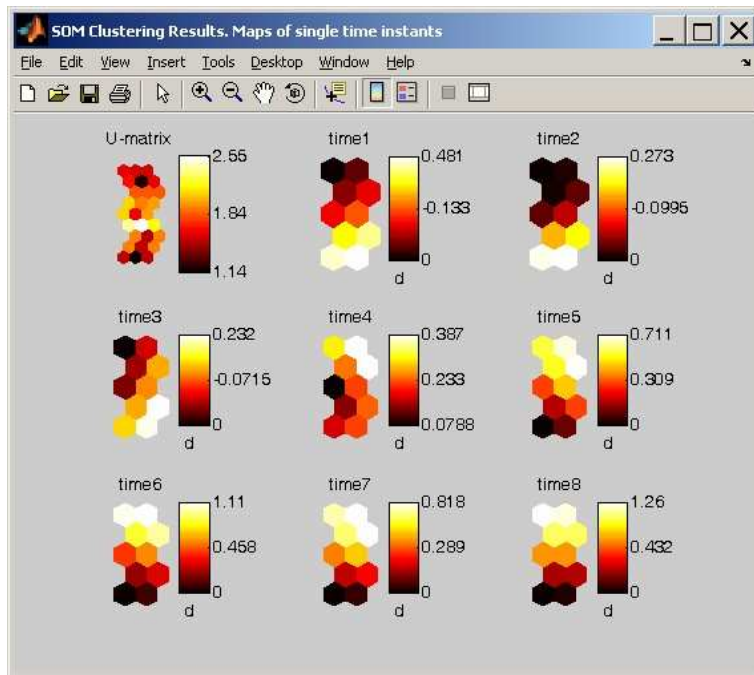 SOM Clustering Results. Maps of single time instants
File Edit View Insert Tools Desktop Window Help
U-matrix
2.55
1.84
1.14
time1
0.481
-0.133
0
d
time2
0.273
-0.0995
0
d
time3
0.232
-0.0715
0
d
time4
0.387
0.233
0.0788
time5
0.711
0.309
0
d
time6
1.11
0.458
0
d
time7
0.818
0.289
0
d
time8
1.26
0.432
0
d